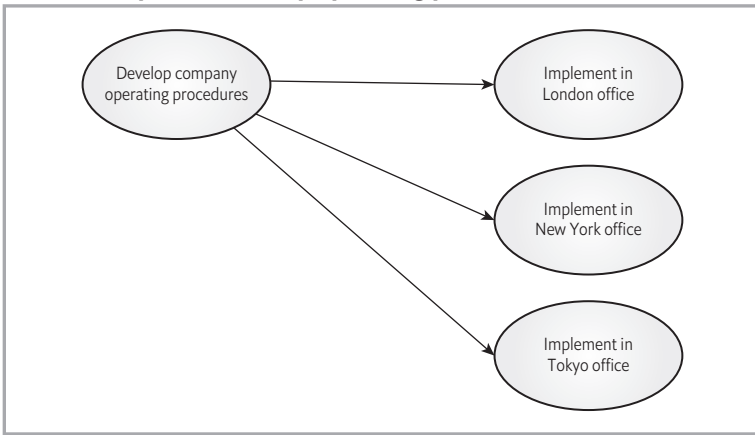 Develop company
operating procedures
Implement in
London office
Implement in
New York office
Implement in
Tokyo office